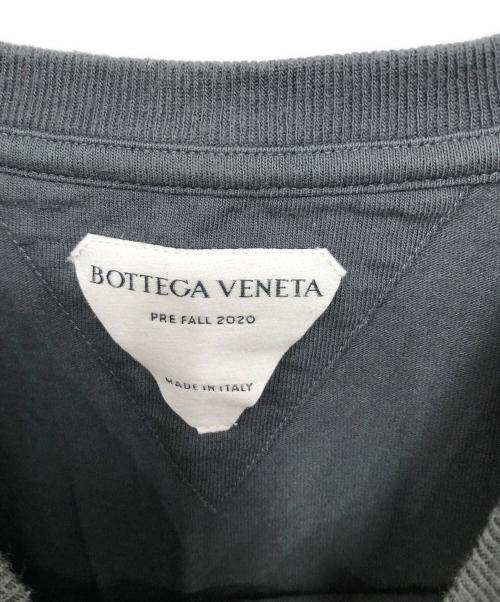 BOTTEGA VENETA
PRE FALL 2020
MADE IN ITALY